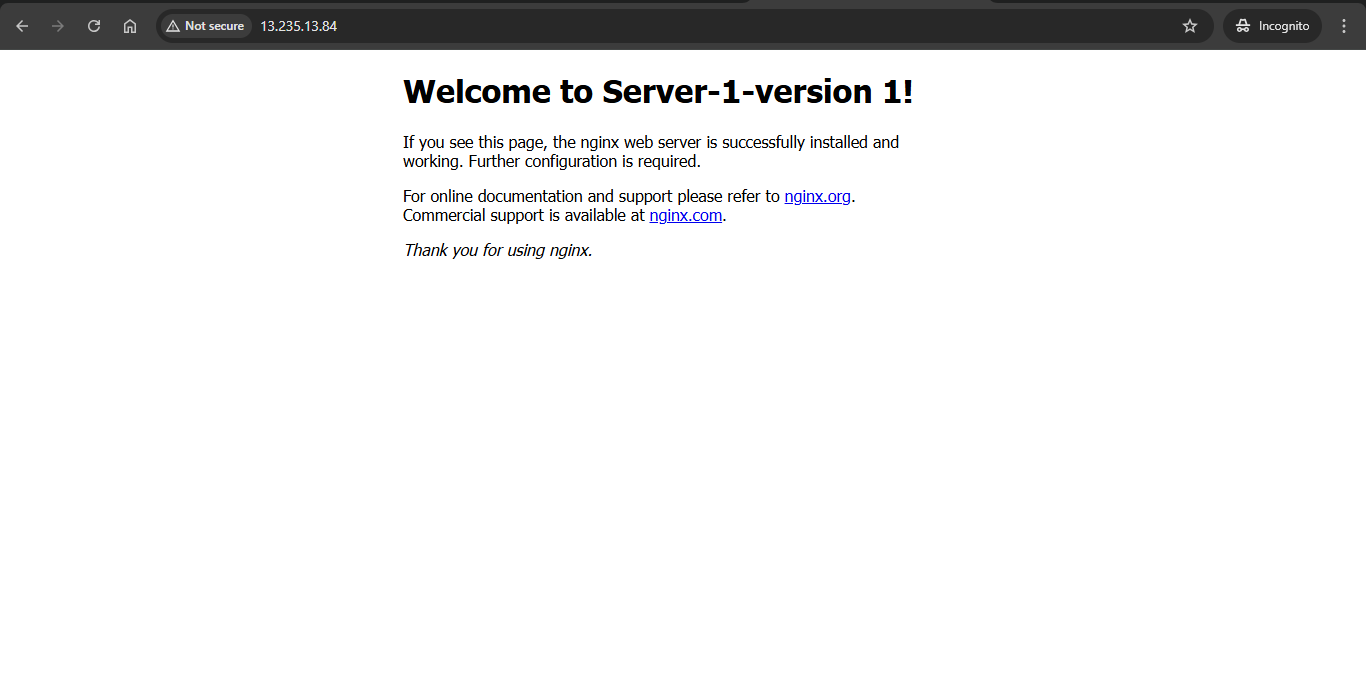 Not secure
13.235.13.84
Incognito
Welcome to Server-1-version 1!
If you see this page, the nginx web server is successfully installed and
working. Further configuration is required.
For online documentation and support please refer to nginx.org.
Commercial support is available at nginx.com.
Thank you for using nginx.